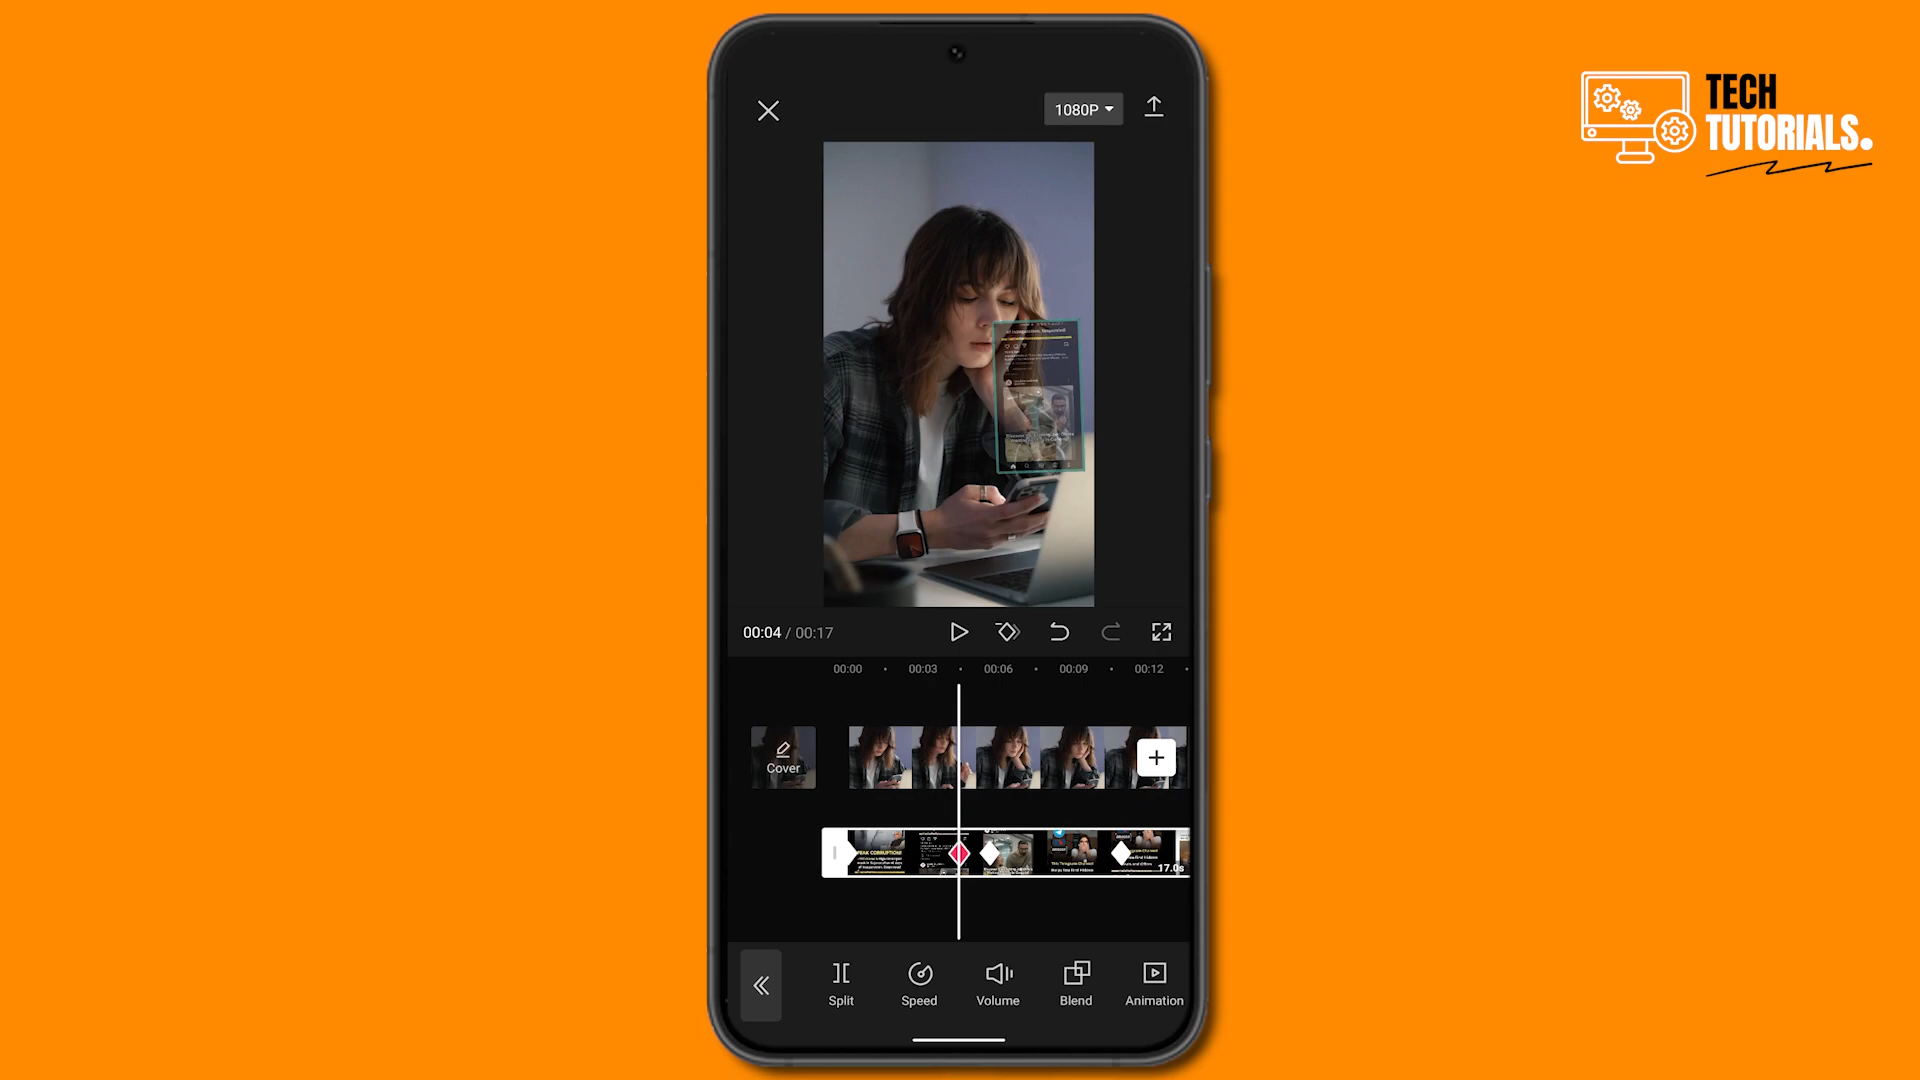 TECH
TUTORIALS.
1080P
00:04 / 00:17
00:00 00:03 00:06 00:09 00:12
Cover
17.0s
Split Speed Volume Blend Animation